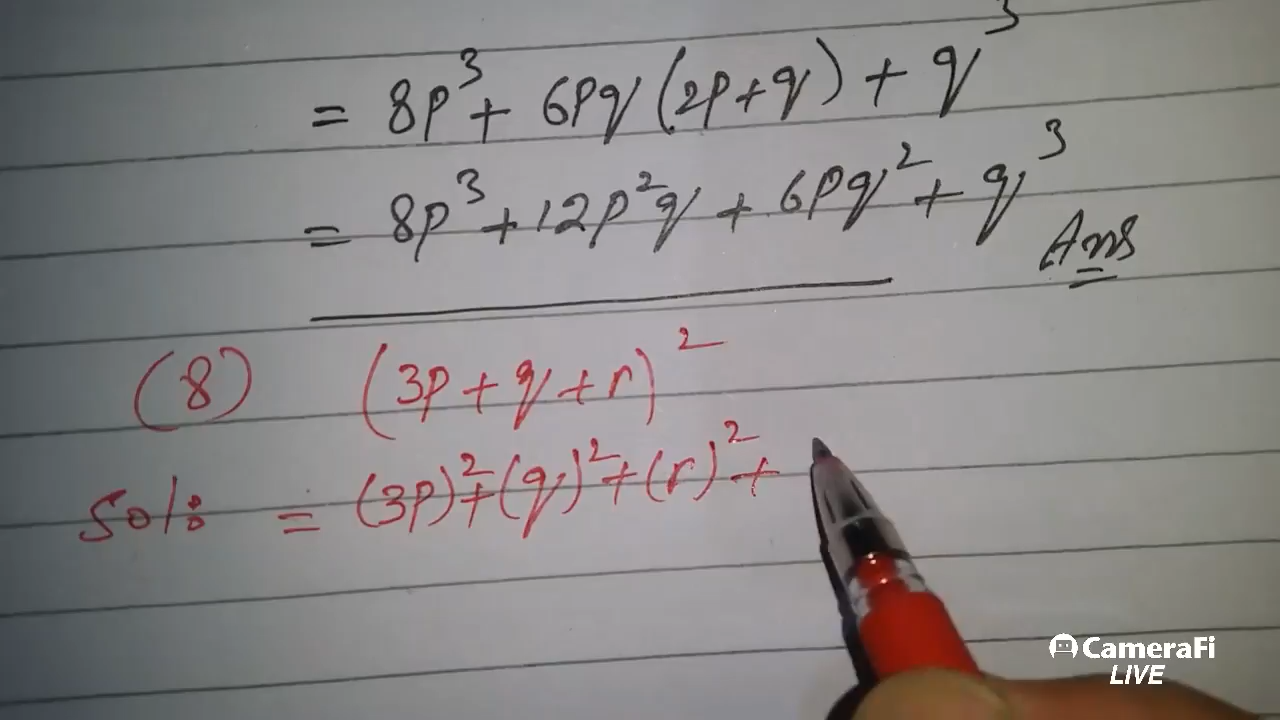 = 8p³ + 6pq (2p+q) + q³
= 8p³ + 12p²q + 6pq² + q³
Ans
(8) (3p + q + r)²
Sol: = (3p)² + (q)² + (r)² +
CameraFi
LIVE